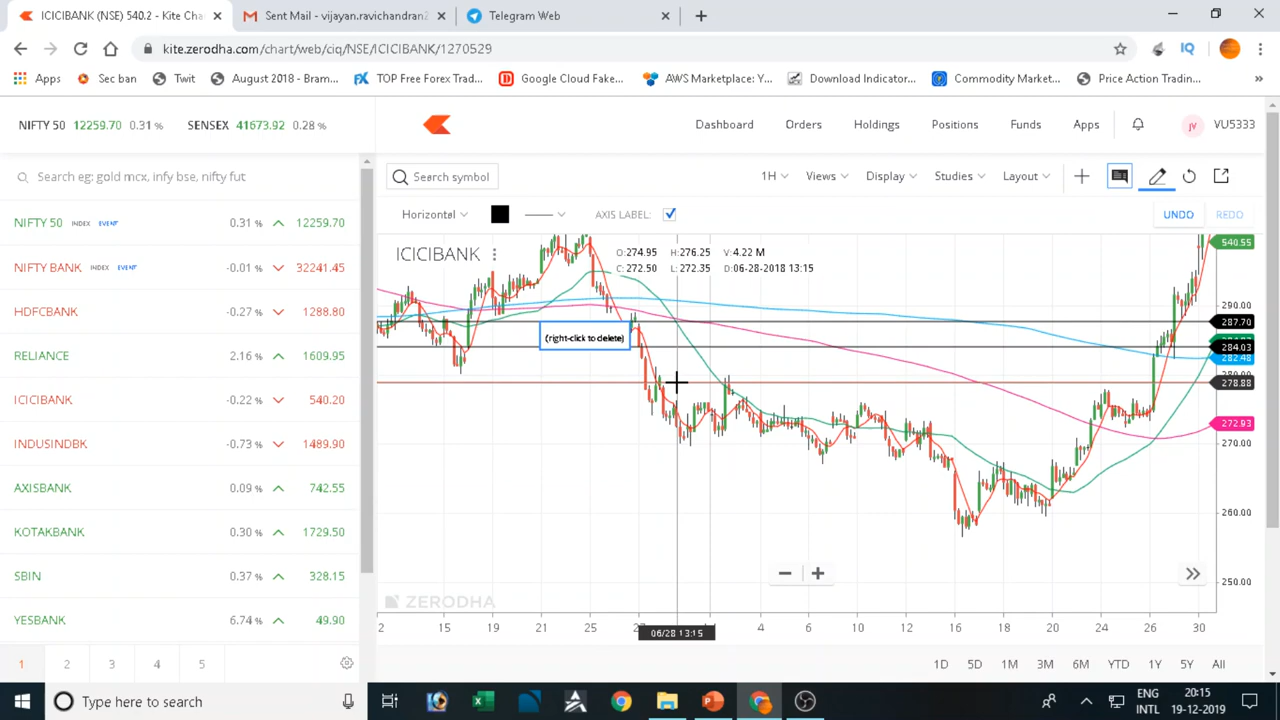 ICICIBANK (NSE) 540.2 - Kite Cha
Sent Mail - vijayan.ravichandran2
Telegram Web
kite.zerodha.com/chart/web/ciq/NSE/ICICIBANK/1270529
IQ
Apps
Sec ban
Twit
August 2018 - Bram...
TOP Free Forex Trad...
Google Cloud Fake...
AWS Marketplace: Y...
Download Indicator...
Commodity Market...
Price Action Tradin...
NIFTY 50 12259.70 0.31 %
SENSEX 41673.92 0.28 %
Dashboard
Orders
Holdings
Positions
Funds
Apps
JV
VU5333
Search eg: gold mcx, infy bse, nifty fut
NIFTY 50 INDEX EVENT 0.31 % 12259.70
NIFTY BANK INDEX EVENT -0.01 % 32241.45
HDFCBANK -0.27 % 1288.80
RELIANCE 2.16 % 1609.95
ICICIBANK -0.22 % 540.20
INDUSINDBK -0.73 % 1489.90
AXISBANK 0.09 % 742.55
KOTAKBANK 0.30 % 1729.50
SBIN 0.37 % 328.15
YESBANK 6.74 % 49.90
1 2 3 4 5
Search symbol
1H
Views
Display
Studies
Layout
Horizontal
AXIS LABEL:
UNDO
REDO
ICICIBANK
O:274.95 H:276.25 V:4.22 M
C:272.50 L:272.35 D:06-28-2018 13:15
(right-click to delete)
540.55
290.00
287.70
284.03
282.48
278.88
272.93
270.00
260.00
250.00
ZERODHA
2 15 19 21 25 06/28 13:15 4 6 10 12 16 18 20 24 26 30
1D 5D 1M 3M 6M YTD 1Y 5Y All
Type here to search
ENG
INTL
20:15
19-12-2019